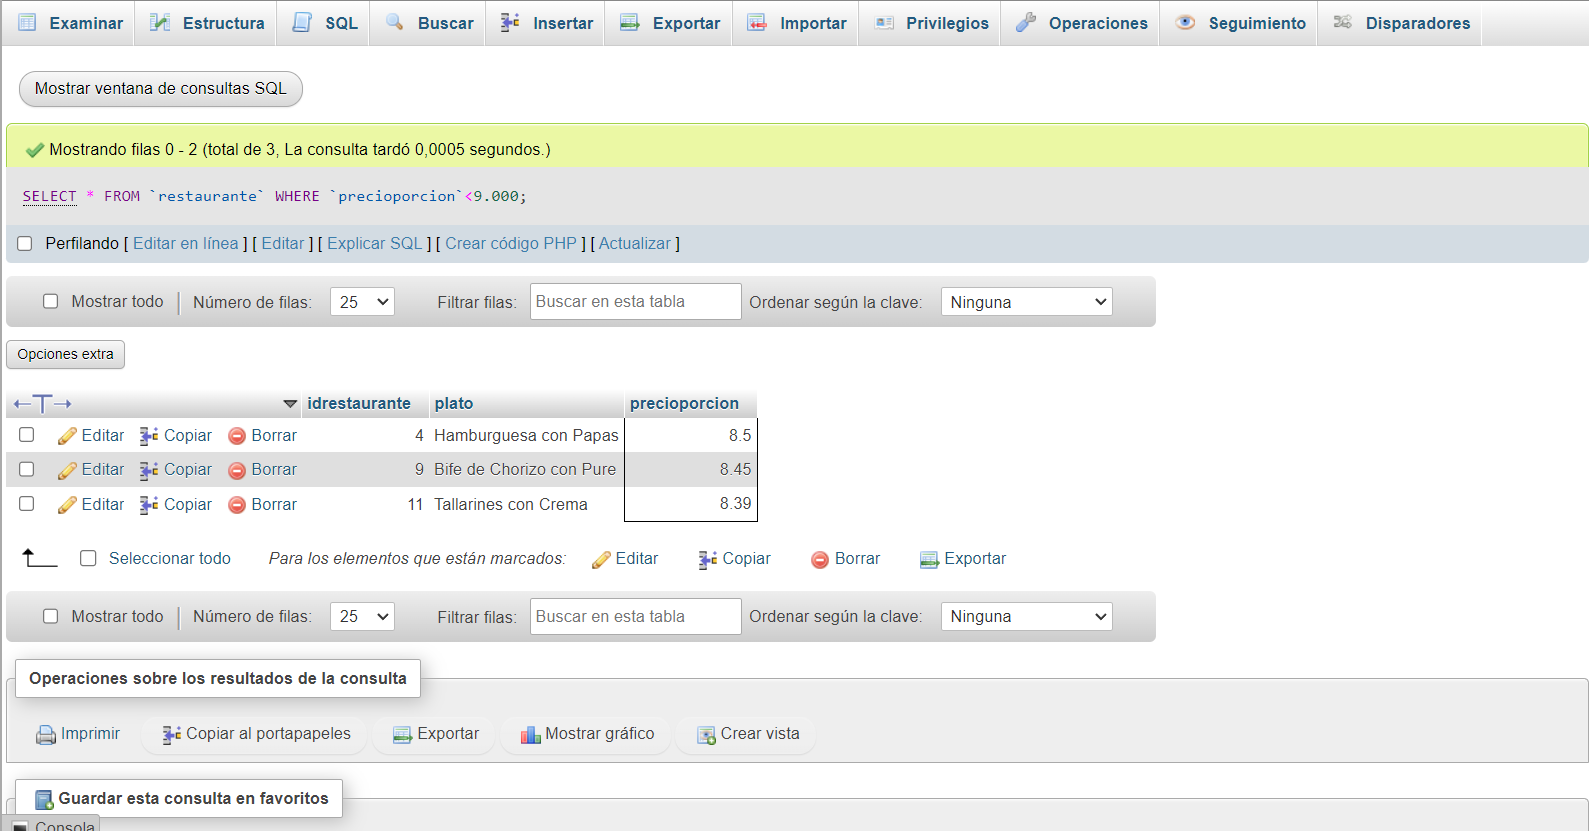 Examinar Estructura SQL Buscar Insertar Exportar Importar Privilegios Operaciones Seguimiento Disparadores
Mostrar ventana de consultas SQL
Mostrando filas 0 - 2 (total de 3, La consulta tardó 0,0005 segundos.)
SELECT * FROM `restaurante` WHERE `precioporcion`<9.000;
Perfilando [ Editar en línea ] [ Editar ] [ Explicar SQL ] [ Crear código PHP ] [ Actualizar ]
Mostrar todo | Número de filas: 25 Filtrar filas: Buscar en esta tabla Ordenar según la clave: Ninguna
Opciones extra
←T→ idrestaurante plato precioporcion
Editar Copiar Borrar 4 Hamburguesa con Papas 8.5
Editar Copiar Borrar 9 Bife de Chorizo con Pure 8.45
Editar Copiar Borrar 11 Tallarines con Crema 8.39
Seleccionar todo Para los elementos que están marcados: Editar Copiar Borrar Exportar
Mostrar todo | Número de filas: 25 Filtrar filas: Buscar en esta tabla Ordenar según la clave: Ninguna
Operaciones sobre los resultados de la consulta
Imprimir Copiar al portapapeles Exportar Mostrar gráfico Crear vista
Guardar esta consulta en favoritos
Consola